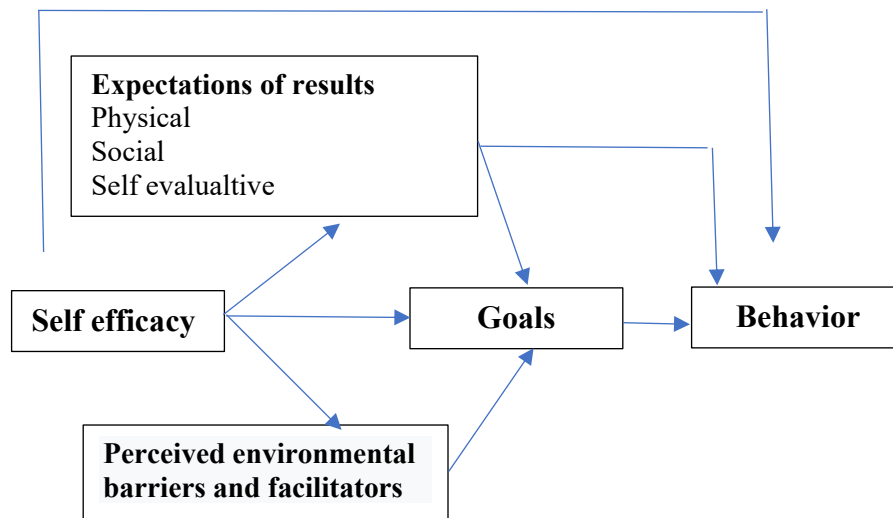 Expectations of results
Physical
Social
Self evalualtive
Self efficacy
Goals
Behavior
Perceived environmental
barriers and facilitators